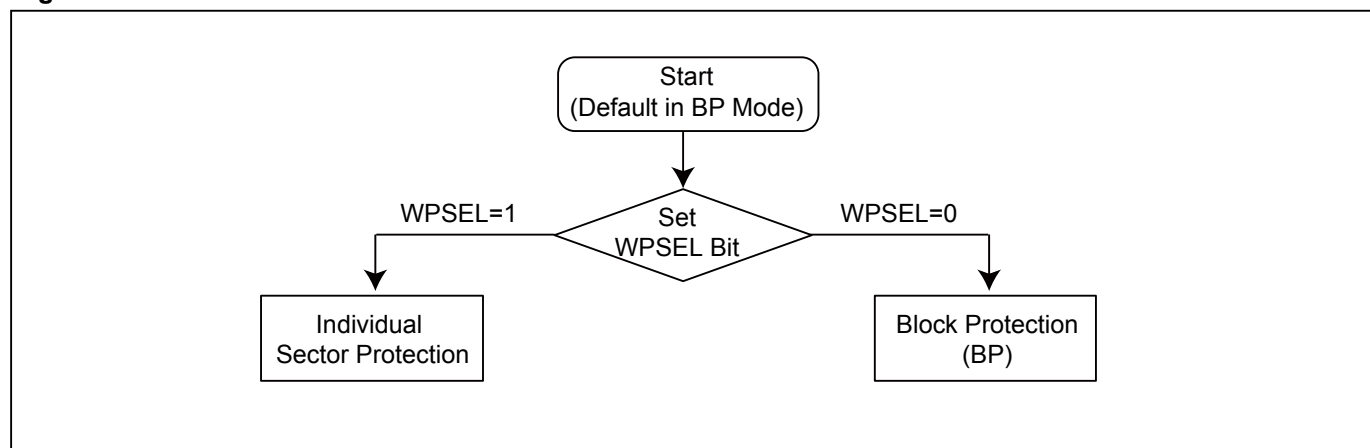 Start
(Default in BP Mode)
WPSEL=1
Set
WPSEL Bit
WPSEL=0
Individual
Sector Protection
Block Protection
(BP)